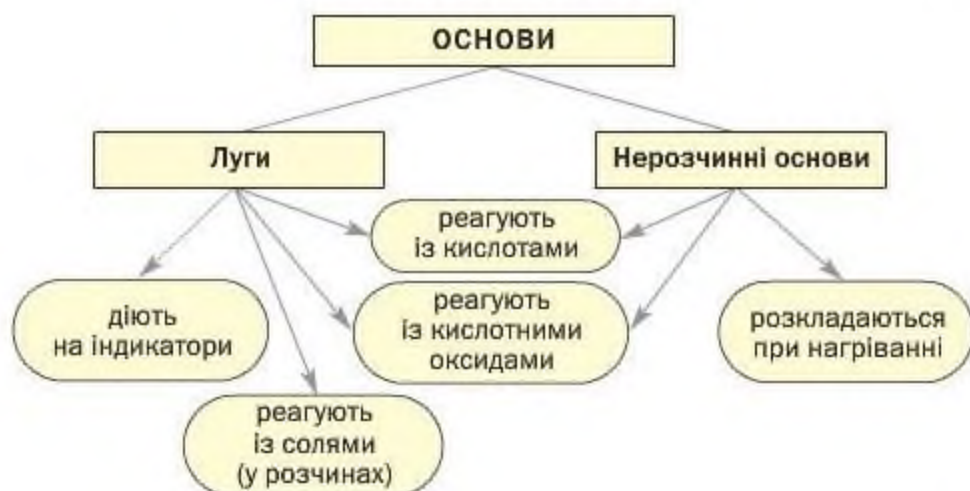 ОСНОВИ
Луги
Нерозчинні основи
реагують
із кислотами
діють
на індикатори
реагують
із кислотними
оксидами
розкладаються
при нагріванні
реагують
із солями
(у розчинах)